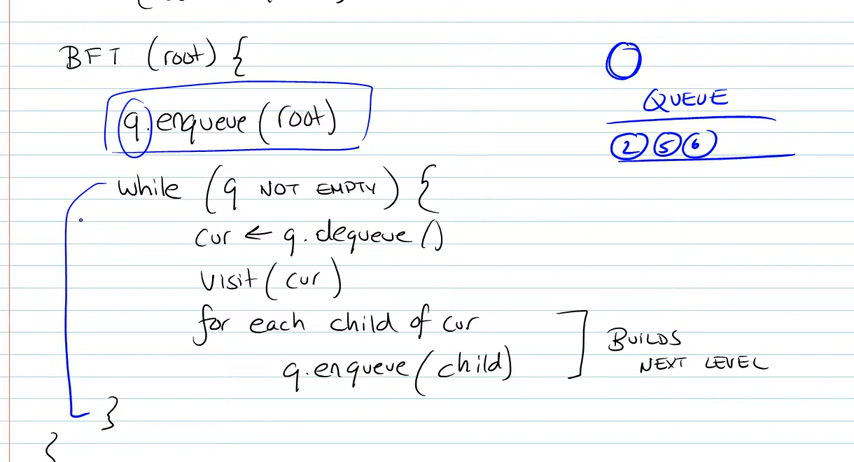 BFT (root) {
q.enqueue(root)
while (q NOT EMPTY) {
cur ← q.dequeue()
visit(cur)
for each child of cur
q.enqueue(child)
}
{
BUILDS
NEXT LEVEL
QUEUE
2 5 6